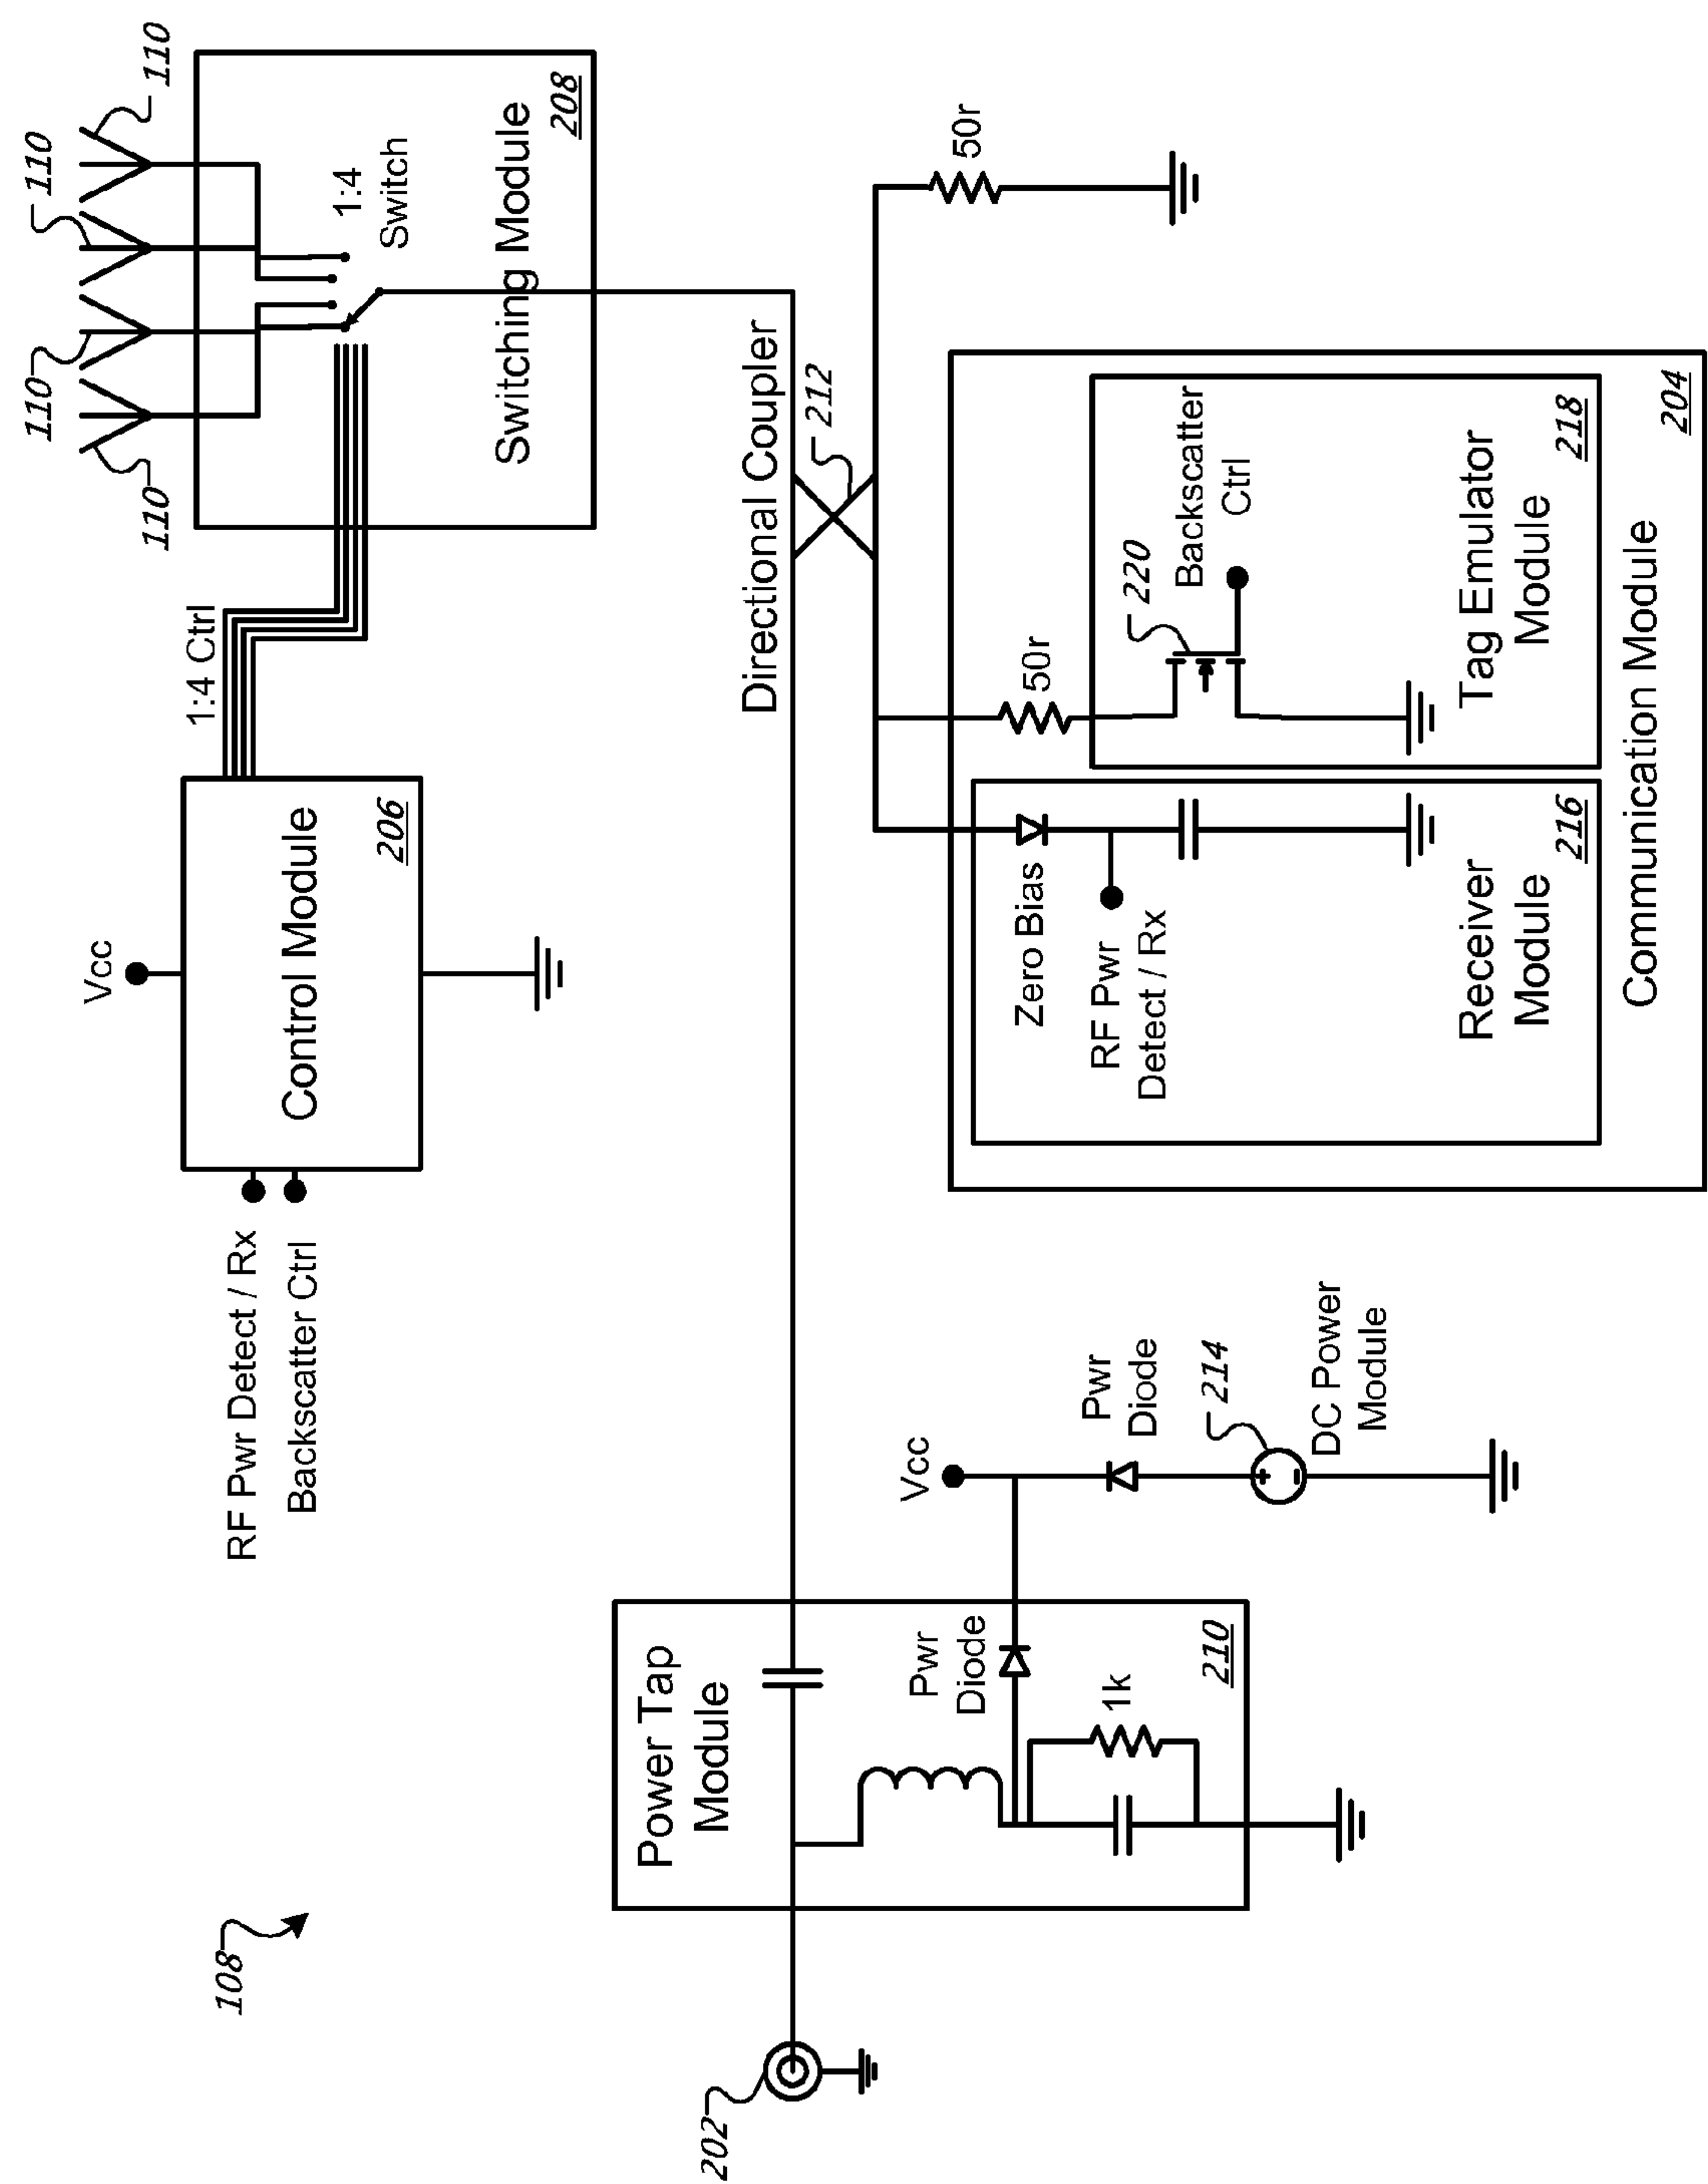 108
202
Power Tap
Module
Pwr
Diode
1k
210
Vcc
Pwr
Diode
214
DC Power
Module
RF Pwr Detect / Rx
Backscatter Ctrl
Vcc
Control Module
206
1:4 Ctrl
110
110
110
110
1:4
Switch
Switching Module
208
Directional Coupler
212
50r
Zero Bias
RF Pwr
Detect / Rx
Receiver
Module
216
50r
220
Backscatter
Ctrl
Tag Emulator
Module
218
Communication Module
204